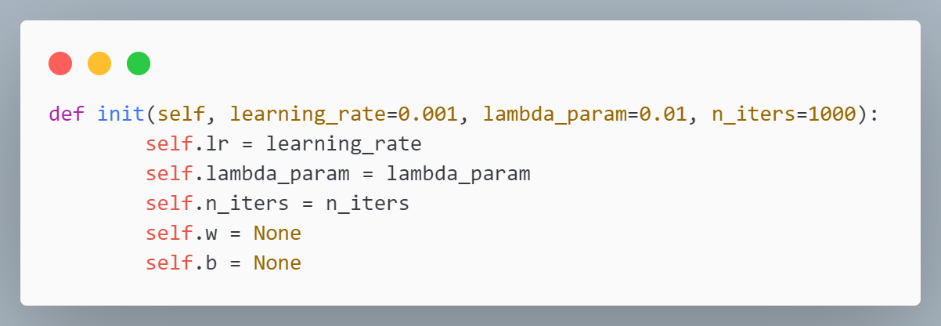 def init(self, learning_rate=0.001, lambda_param=0.01, n_iters=1000):
        self.lr = learning_rate
        self.lambda_param = lambda_param
        self.n_iters = n_iters
        self.w = None
        self.b = None